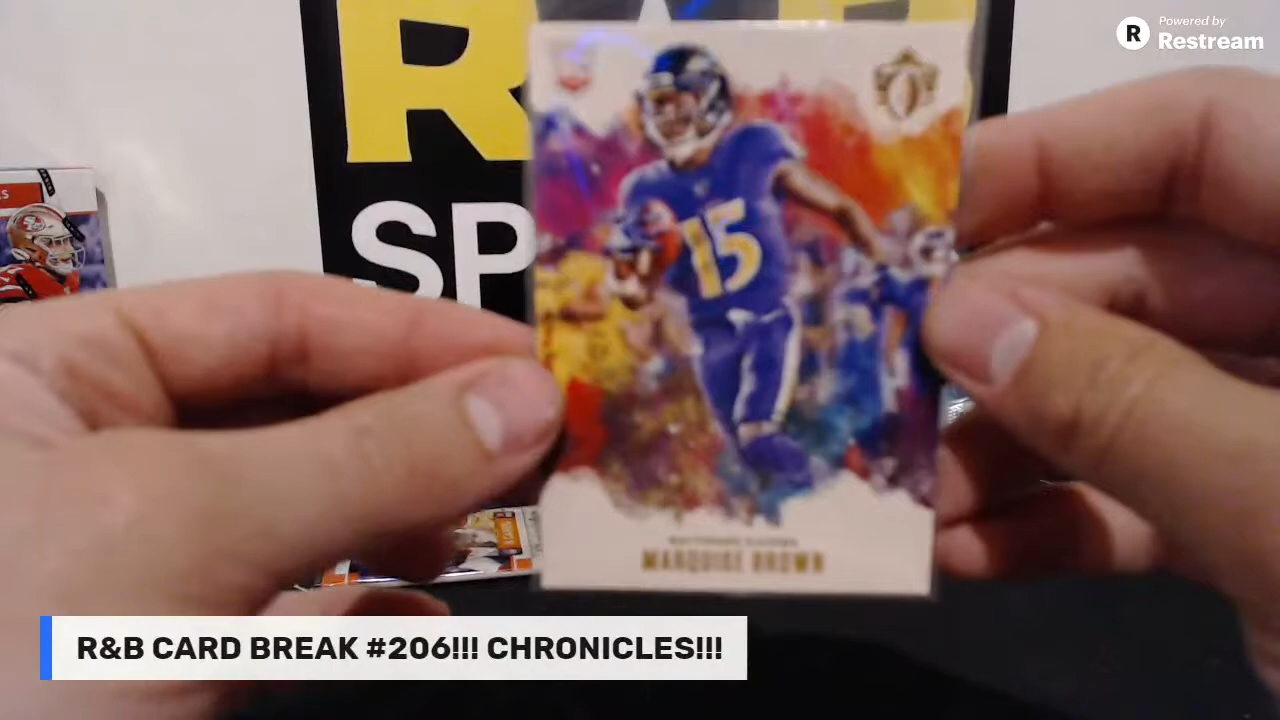 Powered by
R Restream
R
SP
15
MARQUISE BROWN
R&B CARD BREAK #206!!! CHRONICLES!!!